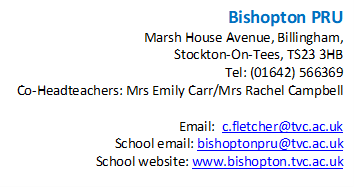 Bishopton PRU
Marsh House Avenue, Billingham,
Stockton-On-Tees, TS23 3HB
Tel: (01642) 566369
Co-Headteachers: Mrs Emily Carr/Mrs Rachel Campbell
Email: c.fletcher@tvc.ac.uk
School email: bishoptonpru@tvc.ac.uk
School website: www.bishopton.tvc.ac.uk